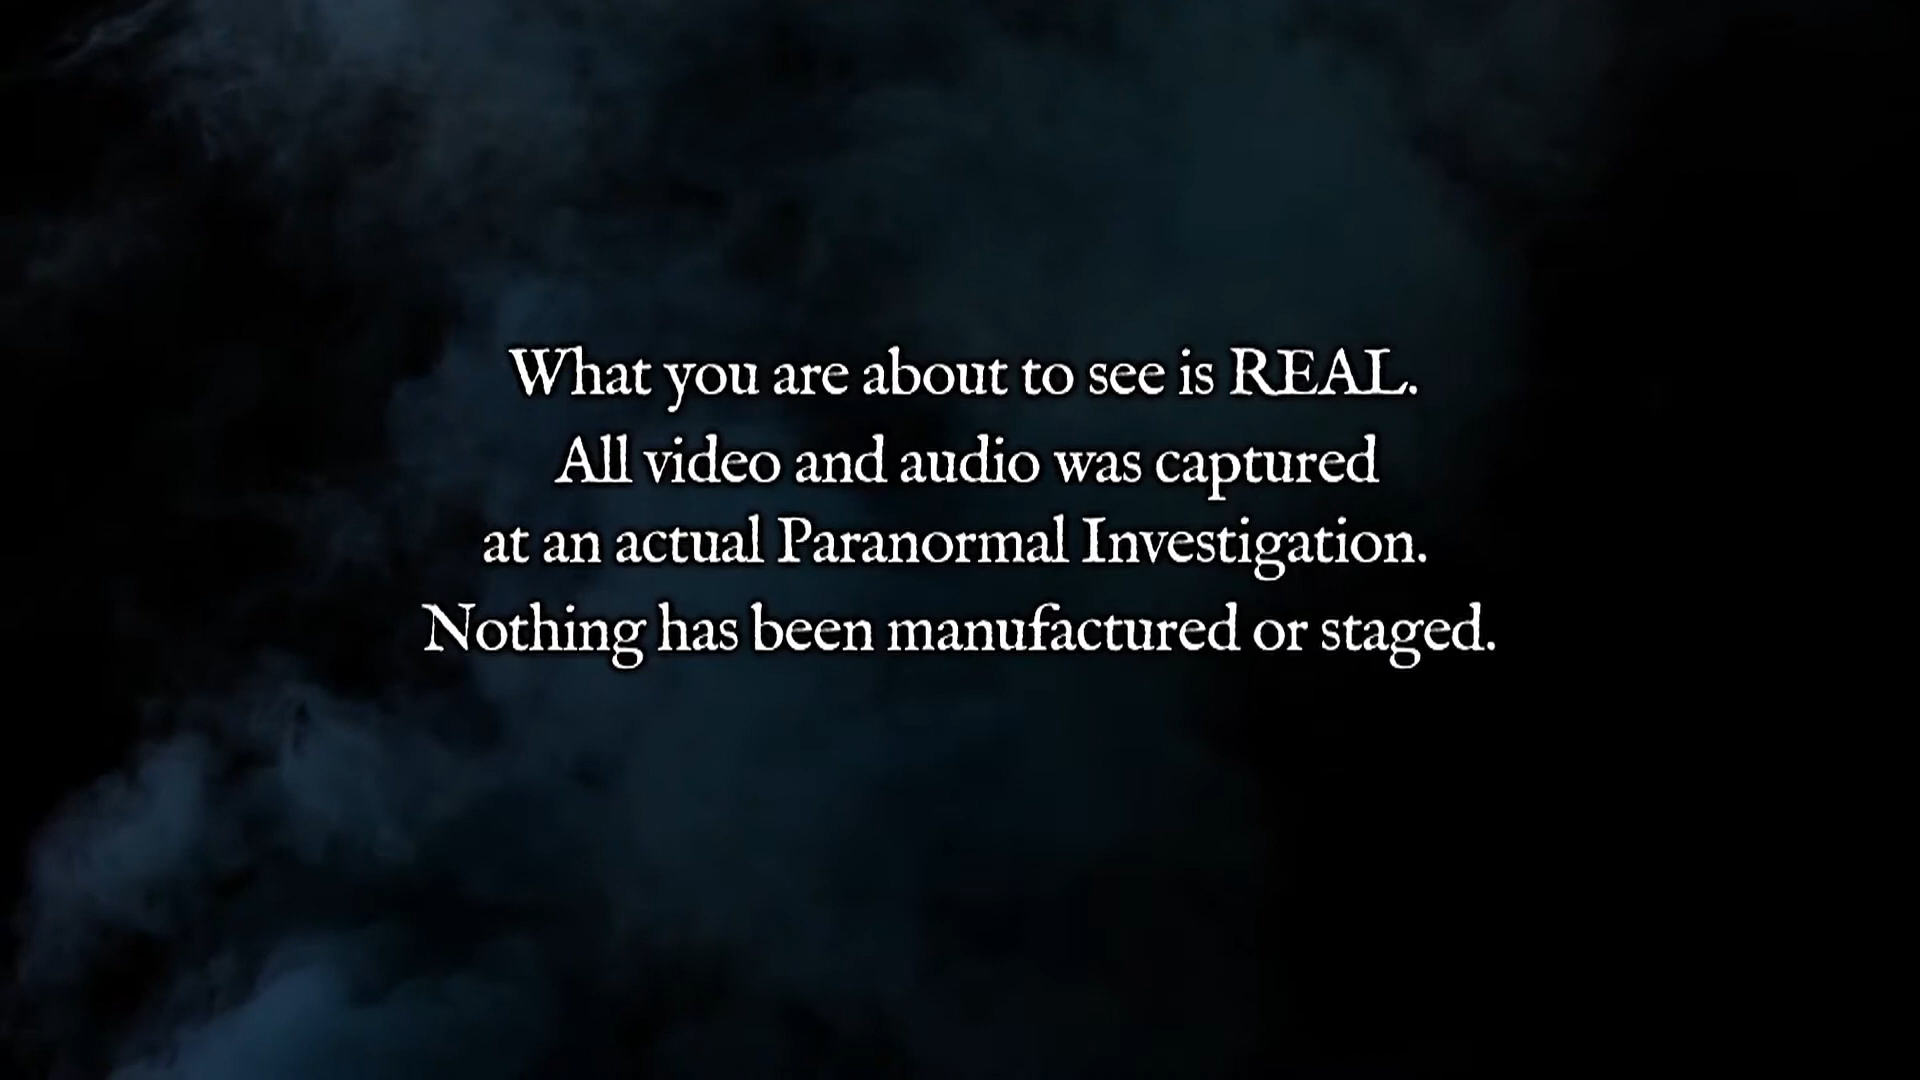 What you are about to see is REAL.
All video and audio was captured
at an actual Paranormal Investigation.
Nothing has been manufactured or staged.